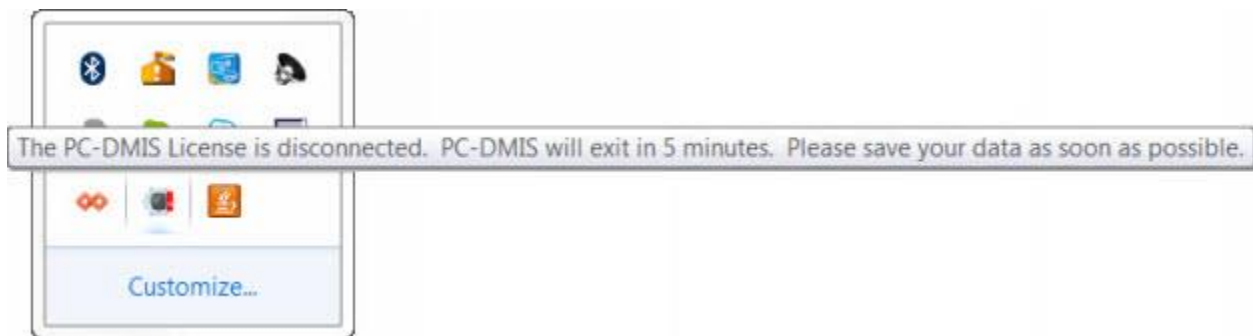 The PC-DMIS License is disconnected. PC-DMIS will exit in 5 minutes. Please save your data as soon as possible.
Customize...